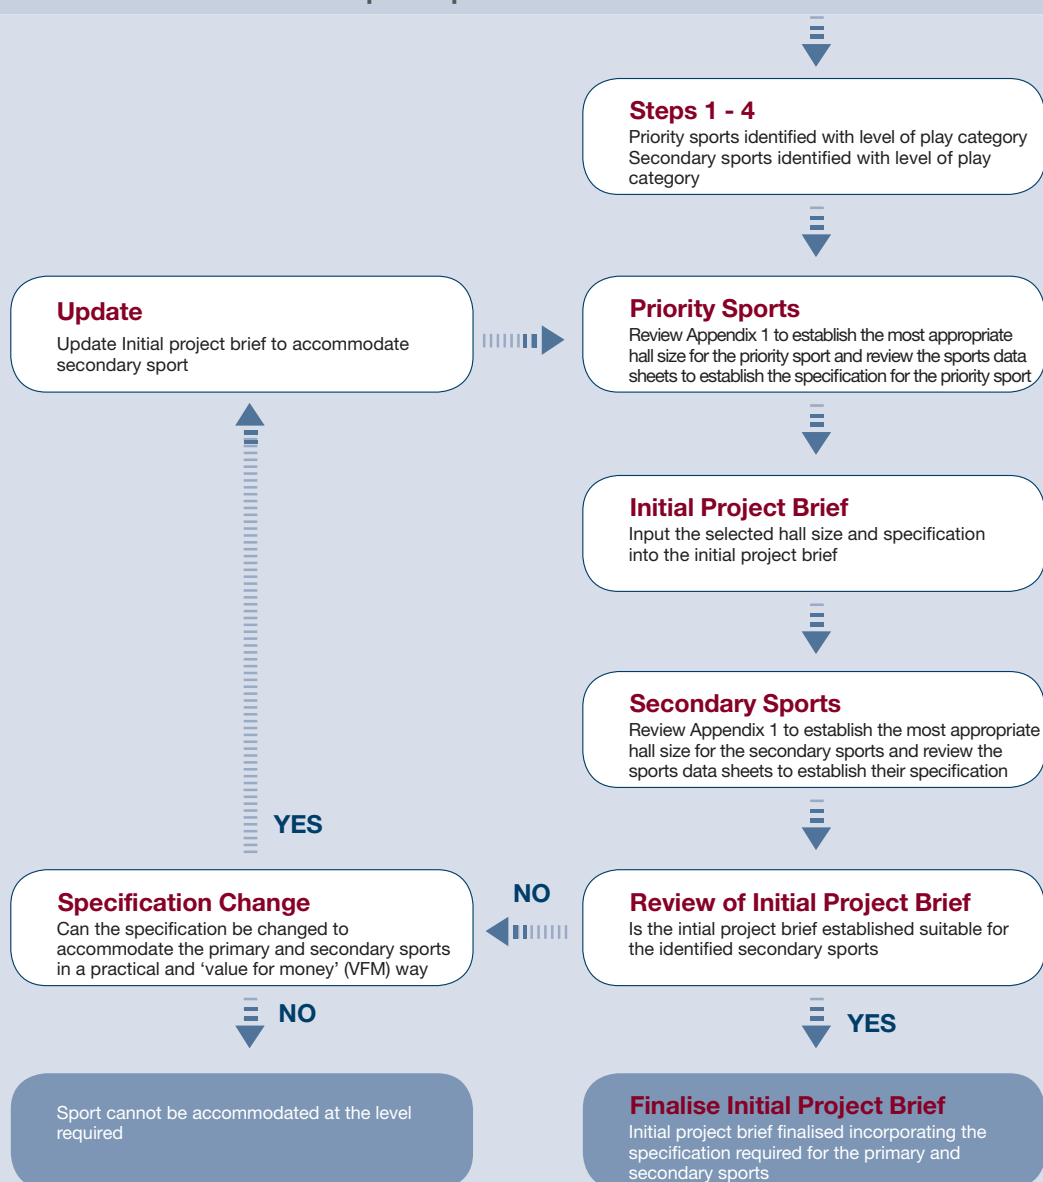 Steps 1 - 4
Priority sports identified with level of play category
Secondary sports identified with level of play
category
Update
Update Initial project brief to accommodate
secondary sport
Priority Sports
Review Appendix 1 to establish the most appropriate
hall size for the priority sport and review the sports data
sheets to establish the specification for the priority sport
Initial Project Brief
Input the selected hall size and specification
into the initial project brief
Secondary Sports
Review Appendix 1 to establish the most appropriate
hall size for the secondary sports and review the
sports data sheets to establish their specification
YES
Specification Change
Can the specification be changed to
accommodate the primary and secondary sports
in a practical and ‘value for money’ (VFM) way
NO
Review of Initial Project Brief
Is the intial project brief established suitable for
the identified secondary sports
NO
YES
Sport cannot be accommodated at the level
required
Finalise Initial Project Brief
Initial project brief finalised incorporating the
specification required for the primary and
secondary sports